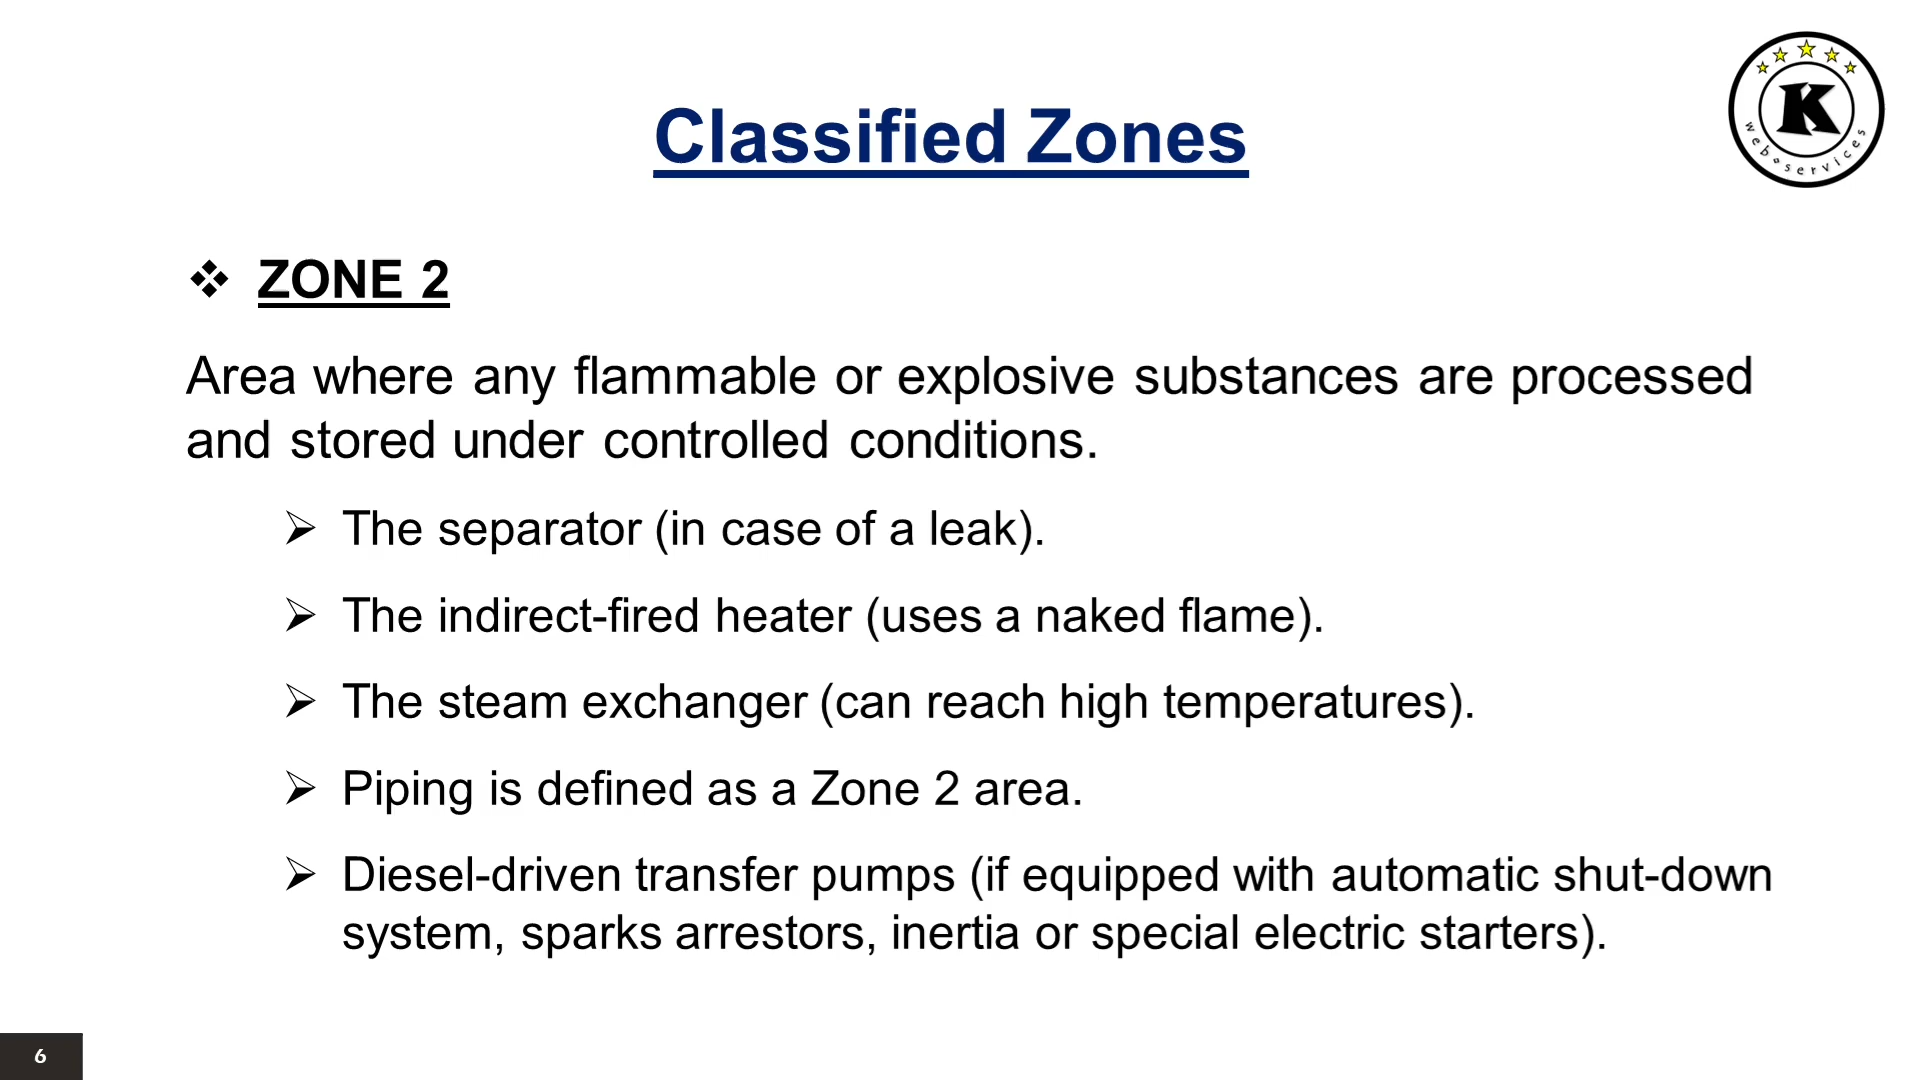 Classified Zones
K
web services
ZONE 2
Area where any flammable or explosive substances are processed
and stored under controlled conditions.
The separator (in case of a leak).
The indirect-fired heater (uses a naked flame).
The steam exchanger (can reach high temperatures).
Piping is defined as a Zone 2 area.
Diesel-driven transfer pumps (if equipped with automatic shut-down
system, sparks arrestors, inertia or special electric starters).
6